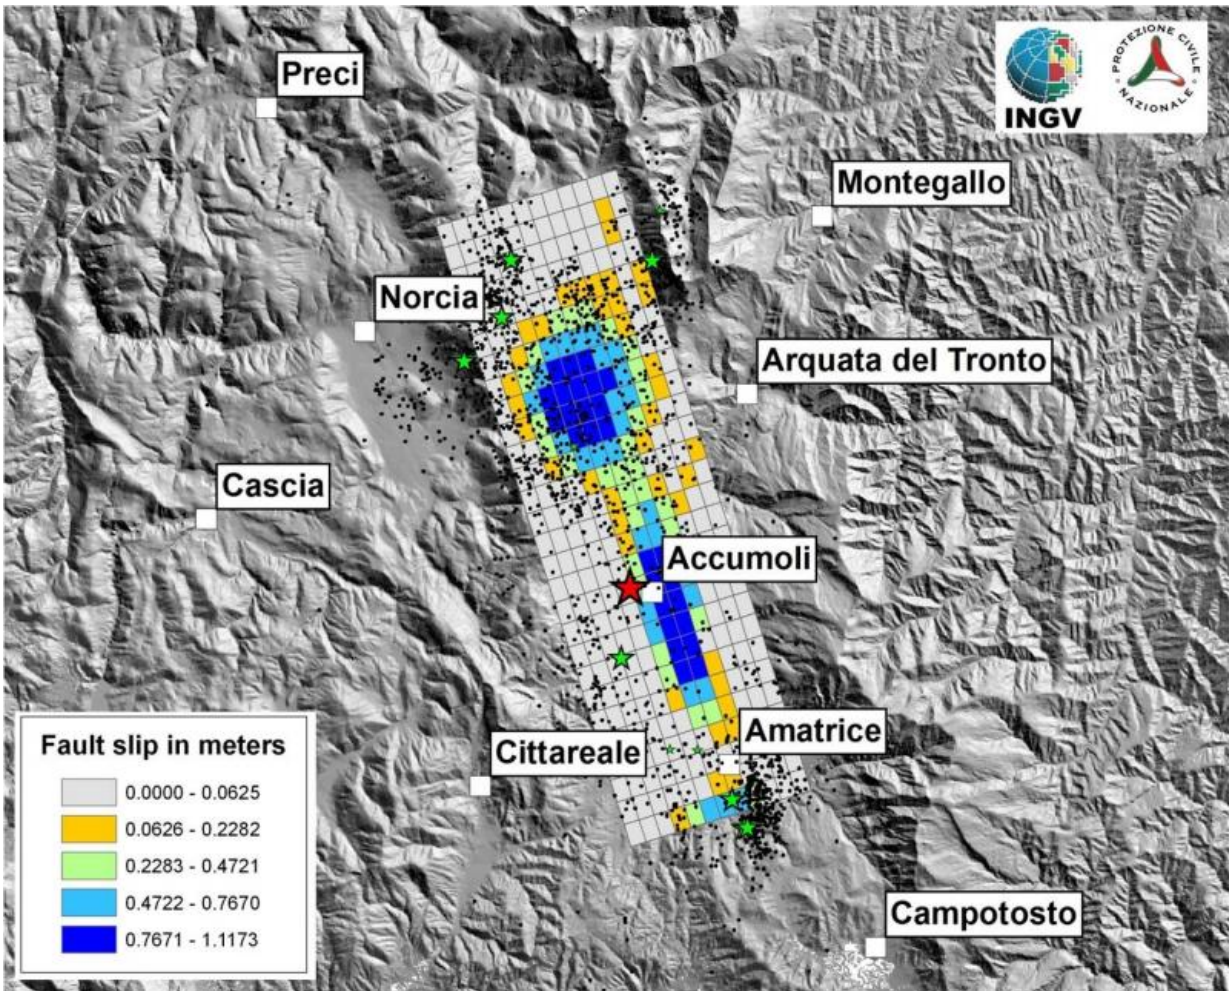 Preci
INGV
PROTEZIONE CIVILE
NAZIONALE
Montegallo
Norcia
Arquata del Tronto
Cascia
Accumoli
Amatrice
Cittareale
Fault slip in meters
0.0000 - 0.0625
0.0626 - 0.2282
0.2283 - 0.4721
0.4722 - 0.7670
0.7671 - 1.1173
Campotosto